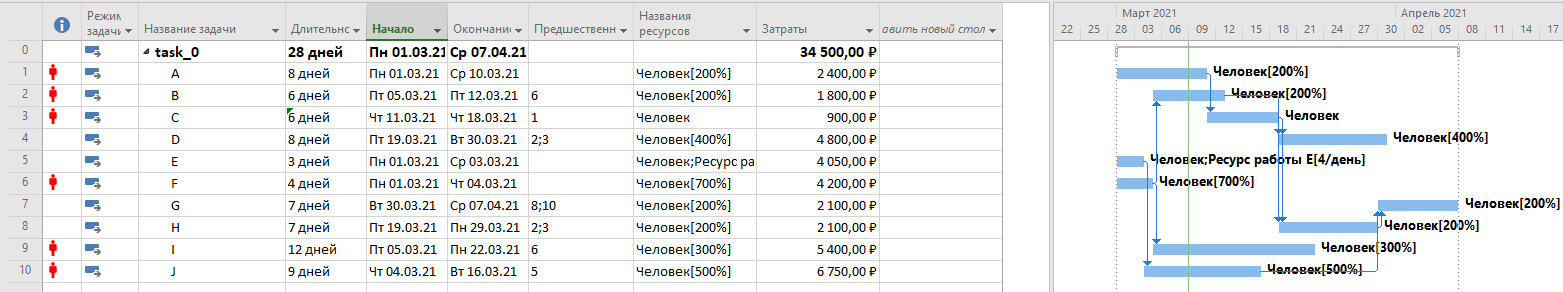 Режим задачи Название задачи Длительнс Начало Окончание Предшественн Названия ресурсов Затраты авить новый стол
0 task_0 28 дней Пн 01.03.21 Ср 07.04.21 34 500,00 ₽
1 A 8 дней Пн 01.03.21 Ср 10.03.21 Человек[200%] 2 400,00 ₽
2 B 6 дней Пт 05.03.21 Пт 12.03.21 6 Человек[200%] 1 800,00 ₽
3 C 6 дней Чт 11.03.21 Чт 18.03.21 1 Человек 900,00 ₽
4 D 8 дней Пт 19.03.21 Вт 30.03.21 2;3 Человек[400%] 4 800,00 ₽
5 E 3 дней Пн 01.03.21 Ср 03.03.21 Человек;Ресурс ра 4 050,00 ₽
6 F 4 дней Пн 01.03.21 Чт 04.03.21 Человек[700%] 4 200,00 ₽
7 G 7 дней Вт 30.03.21 Ср 07.04.21 8;10 Человек[200%] 2 100,00 ₽
8 H 7 дней Пт 19.03.21 Пн 29.03.21 2;3 Человек[200%] 2 100,00 ₽
9 I 12 дней Пт 05.03.21 Пн 22.03.21 6 Человек[300%] 5 400,00 ₽
10 J 9 дней Чт 04.03.21 Вт 16.03.21 5 Человек[500%] 6 750,00 ₽
Март 2021 Апрель 2021
22 25 28 03 06 09 12 15 18 21 24 27 30 02 05 08 11 14 17
Человек[200%]
Человек[200%]
Человек
Человек[400%]
Человек;Ресурс работы E[4/день]
Человек[700%]
Человек[200%]
Человек[200%]
Человек[300%]
Человек[500%]